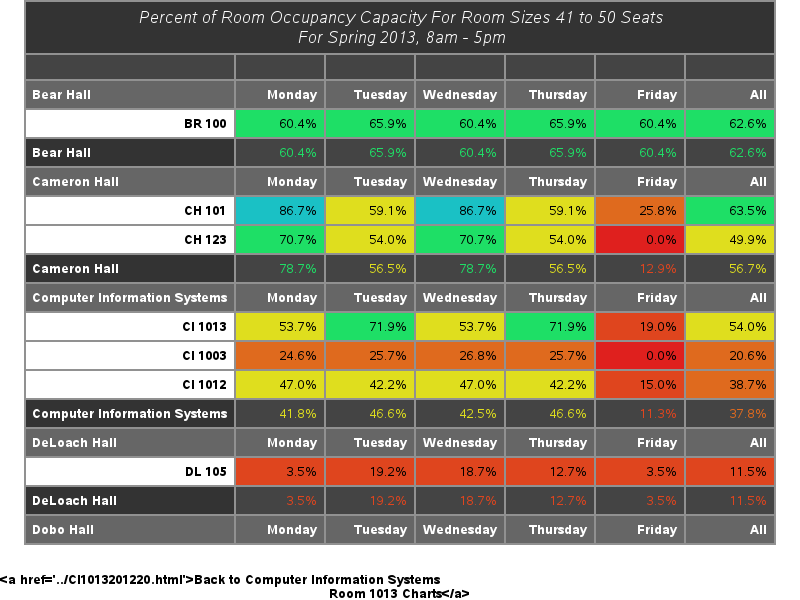 Percent of Room Occupancy Capacity For Room Sizes 41 to 50 Seats
For Spring 2013, 8am - 5pm
Bear Hall Monday Tuesday Wednesday Thursday Friday All
BR 100 60.4% 65.9% 60.4% 65.9% 60.4% 62.6%
Bear Hall 60.4% 65.9% 60.4% 65.9% 60.4% 62.6%
Cameron Hall Monday Tuesday Wednesday Thursday Friday All
CH 101 86.7% 59.1% 86.7% 59.1% 25.8% 63.5%
CH 123 70.7% 54.0% 70.7% 54.0% 0.0% 49.9%
Cameron Hall 78.7% 56.5% 78.7% 56.5% 12.9% 56.7%
Computer Information Systems Monday Tuesday Wednesday Thursday Friday All
CI 1013 53.7% 71.9% 53.7% 71.9% 19.0% 54.0%
CI 1003 24.6% 25.7% 26.8% 25.7% 0.0% 20.6%
CI 1012 47.0% 42.2% 47.0% 42.2% 15.0% 38.7%
Computer Information Systems 41.8% 46.6% 42.5% 46.6% 11.3% 37.8%
DeLoach Hall Monday Tuesday Wednesday Thursday Friday All
DL 105 3.5% 19.2% 18.7% 12.7% 3.5% 11.5%
DeLoach Hall 3.5% 19.2% 18.7% 12.7% 3.5% 11.5%
Dobo Hall Monday Tuesday Wednesday Thursday Friday All
<a href='../CI1013201220.html'>Back to Computer Information Systems
Room 1013 Charts</a>